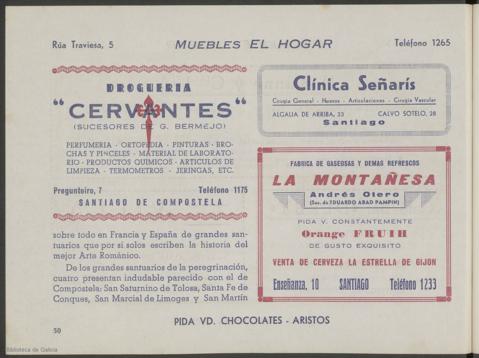 Rúa Traviesa, 5 MUEBLES EL HOGAR Teléfono 1265
DROGUERIA
"CERVANTES"
(SUCESORES DE G. BERMEJO)
PERFUMERIA - ORTOPEDIA - PINTURAS - BRO-
CHAS Y PINCELES - MATERIAL DE LABORATO-
RIO - PRODUCTOS QUIMICOS - ARTICULOS DE
LIMPIEZA - TERMOMETROS - JERINGAS, ETC.
Preguntoiro, 7 Teléfono 1175
SANTIAGO DE COMPOSTELA
sobre todo en Francia y España de grandes san-
tuarios que por si solos escriben la historia del
mejor Arte Románico.
De los grandes santuarios de la peregrinación,
cuatro presentan indudable parecido con el de
Compostela: San Saturnino de Tolosa, Santa Fe de
Conques, San Marcial de Limoges y San Martín
50
Clínica Señarís
Cirugía General - Huesos - Articulaciones - Cirugía Vascular
ALGALIA DE ARRIBA, 23 CALVO SOTELO, 28
Santiago
FABRICA DE GASEOSAS Y DEMAS REFRESCOS
LA MONTAÑESA
Andrés Otero
(Suc. de EDUARDO ABAD PAMPIN)
PIDA V. CONSTANTEMENTE
Orange FRUIH
DE GUSTO EXQUISITO
VENTA DE CERVEZA LA ESTRELLA DE GIJON
Enseñanza, 10 SANTIAGO Teléfono 1233
PIDA VD. CHOCOLATES - ARISTOS
Biblioteca de Galicia